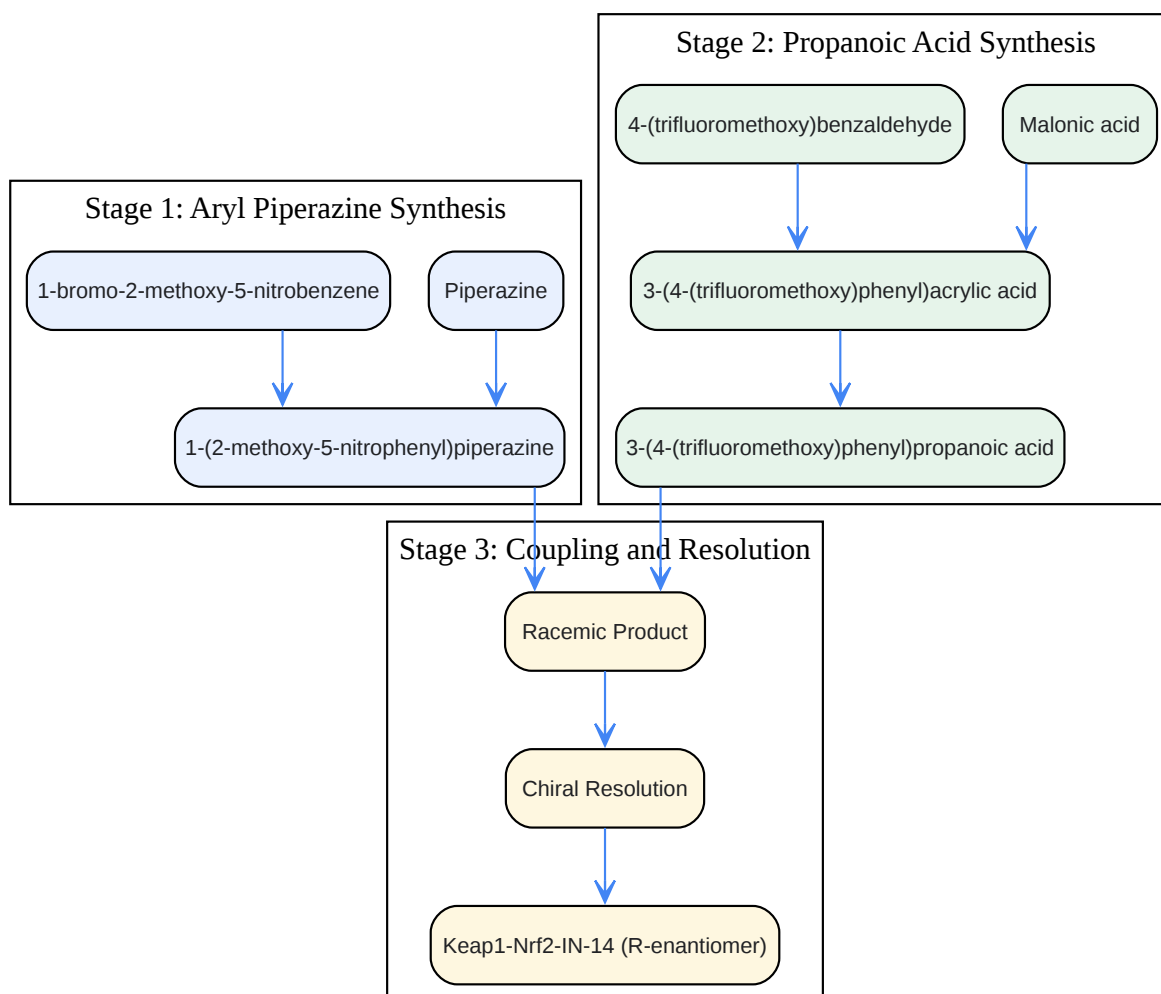 Stage 1: Aryl Piperazine Synthesis
1-bromo-2-methoxy-5-nitrobenzene
Piperazine
1-(2-methoxy-5-nitrophenyl)piperazine
Stage 2: Propanoic Acid Synthesis
4-(trifluoromethoxy)benzaldehyde
Malonic acid
3-(4-(trifluoromethoxy)phenyl)acrylic acid
3-(4-(trifluoromethoxy)phenyl)propanoic acid
Stage 3: Coupling and Resolution
Racemic Product
Chiral Resolution
Keap1-Nrf2-IN-14 (R-enantiomer)